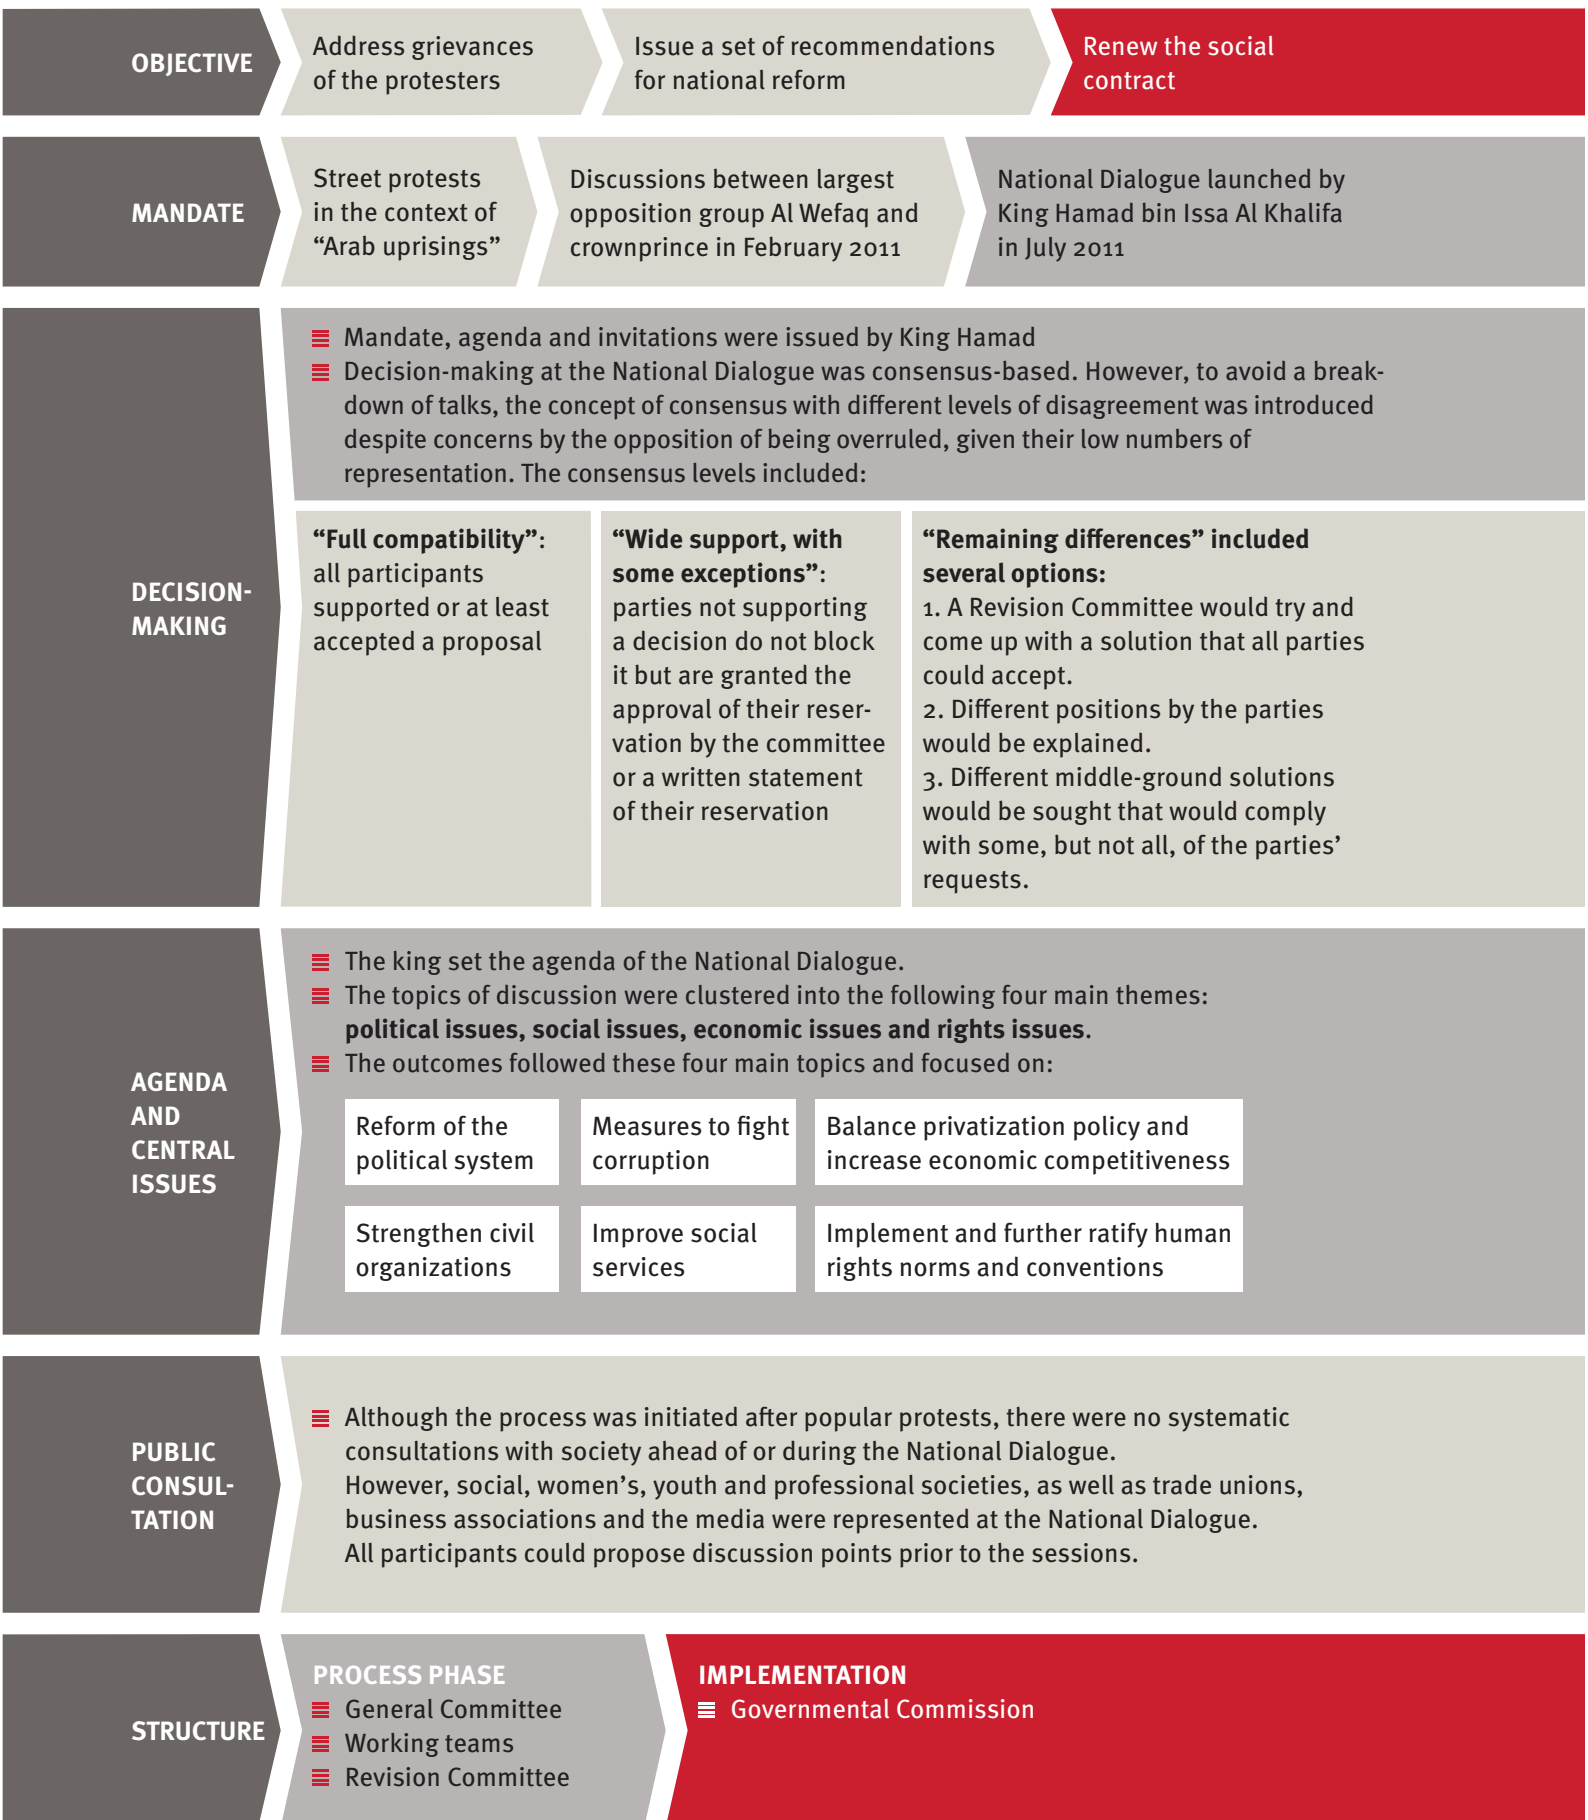 OBJECTIVE
Address grievances
of the protesters
Issue a set of recommendations
for national reform
Renew the social
contract
MANDATE
Street protests
in the context of
“Arab uprisings”
Discussions between largest
opposition group Al Wefaq and
crownprince in February 2011
National Dialogue launched by
King Hamad bin Issa Al Khalifa
in July 2011
DECISION-
MAKING
Mandate, agenda and invitations were issued by King Hamad
Decision-making at the National Dialogue was consensus-based. However, to avoid a break-
down of talks, the concept of consensus with different levels of disagreement was introduced
despite concerns by the opposition of being overruled, given their low numbers of
representation. The consensus levels included:
“Full compatibility”:
all participants
supported or at least
accepted a proposal
“Wide support, with
some exceptions”:
parties not supporting
a decision do not block
it but are granted the
approval of their reser-
vation by the committee
or a written statement
of their reservation
“Remaining differences” included
several options:
1. A Revision Committee would try and
come up with a solution that all parties
could accept.
2. Different positions by the parties
would be explained.
3. Different middle-ground solutions
would be sought that would comply
with some, but not all, of the parties’
requests.
AGENDA
AND
CENTRAL
ISSUES
The king set the agenda of the National Dialogue.
The topics of discussion were clustered into the following four main themes:
political issues, social issues, economic issues and rights issues.
The outcomes followed these four main topics and focused on:
Reform of the
political system
Measures to fight
corruption
Balance privatization policy and
increase economic competitiveness
Strengthen civil
organizations
Improve social
services
Implement and further ratify human
rights norms and conventions
PUBLIC
CONSUL-
TATION
Although the process was initiated after popular protests, there were no systematic
consultations with society ahead of or during the National Dialogue.
However, social, women’s, youth and professional societies, as well as trade unions,
business associations and the media were represented at the National Dialogue.
All participants could propose discussion points prior to the sessions.
STRUCTURE
PROCESS PHASE
General Committee
Working teams
Revision Committee
IMPLEMENTATION
Governmental Commission